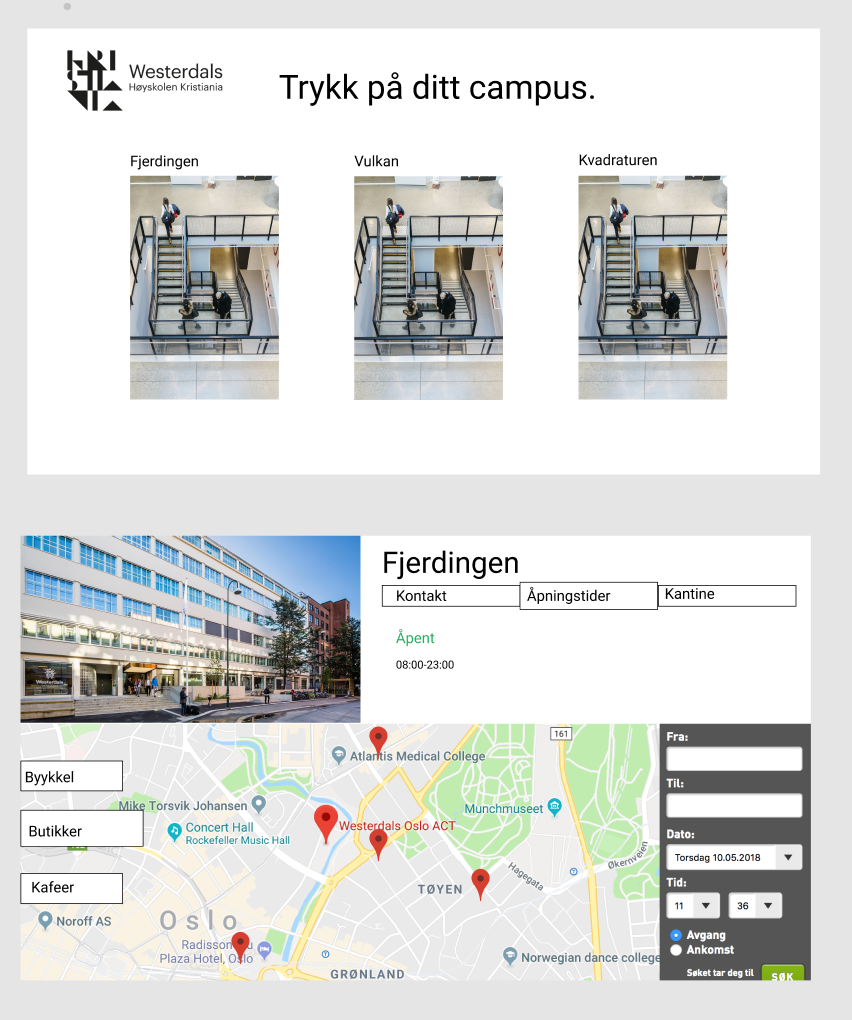 Westerdals
Høyskolen Kristiania
Trykk på ditt campus.
Fjerdingen
Vulkan
Kvadraturen
Westerdals
Fjerdingen
Kontakt
Åpningstider
Kantine
Åpent
08:00-23:00
Byykkel
Butikker
Kafeer
161
Atlantis Medical College
Mike Torsvik Johansen
Munchmuseet
Concert Hall
Rockefeller Music Hall
Westerdals Oslo ACT
Hagegata
Økernveien
TØYEN
Noroff AS
Oslo
Radisson
Plaza Hotel, Oslo
Norwegian dance college
GRØNLAND
Fra:
Til:
Dato:
Torsdag 10.05.2018
Tid:
11
36
Avgang
Ankomst
Søket tar deg til
SØK